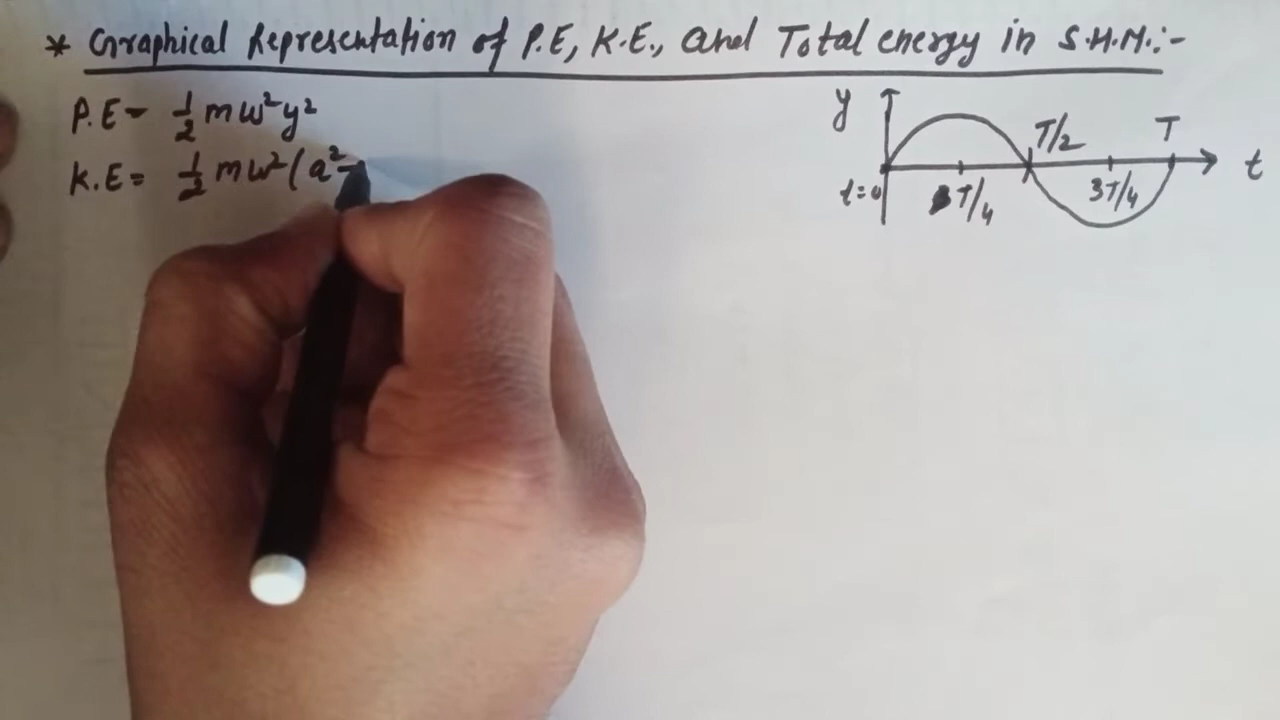 * Graphical Representation of P.E, K.E., and Total energy in S.H.M.:-
P.E = 1/2 mω²y²
K.E = 1/2 mω²(a²-
y
T/2
T
t
t=0
T/4
3T/4